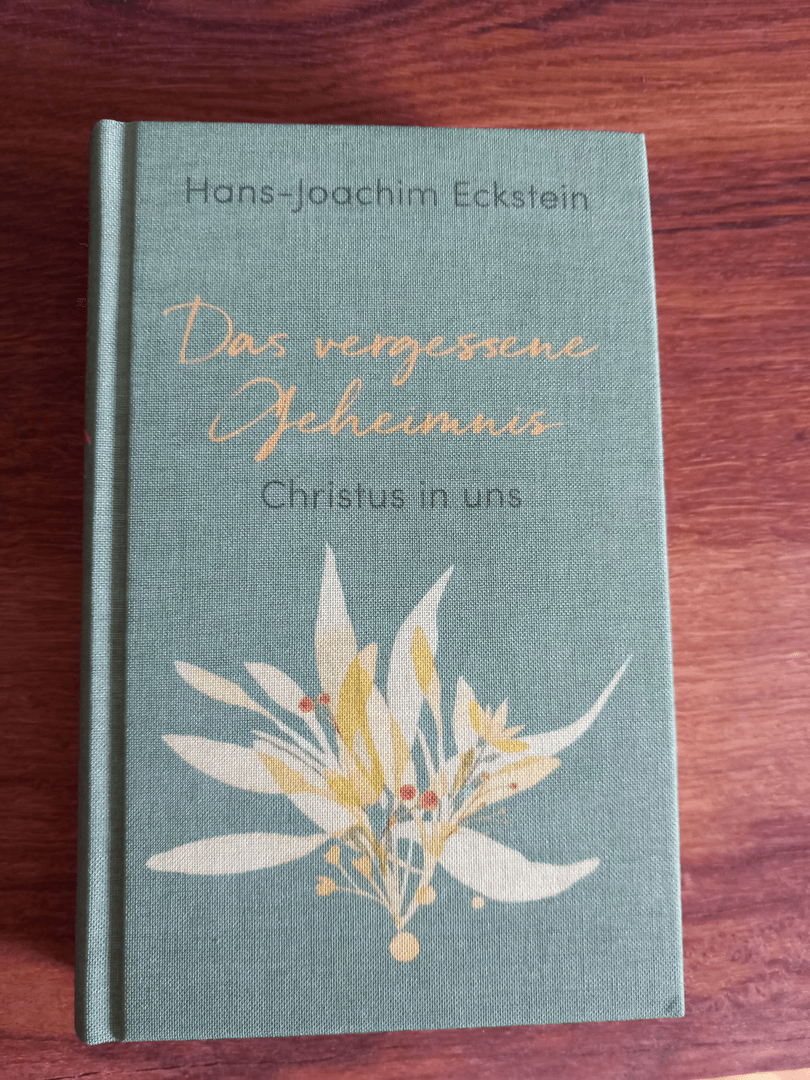 Hans-Joachim Eckstein
Das vergessene
Geheimnis
Christus in uns